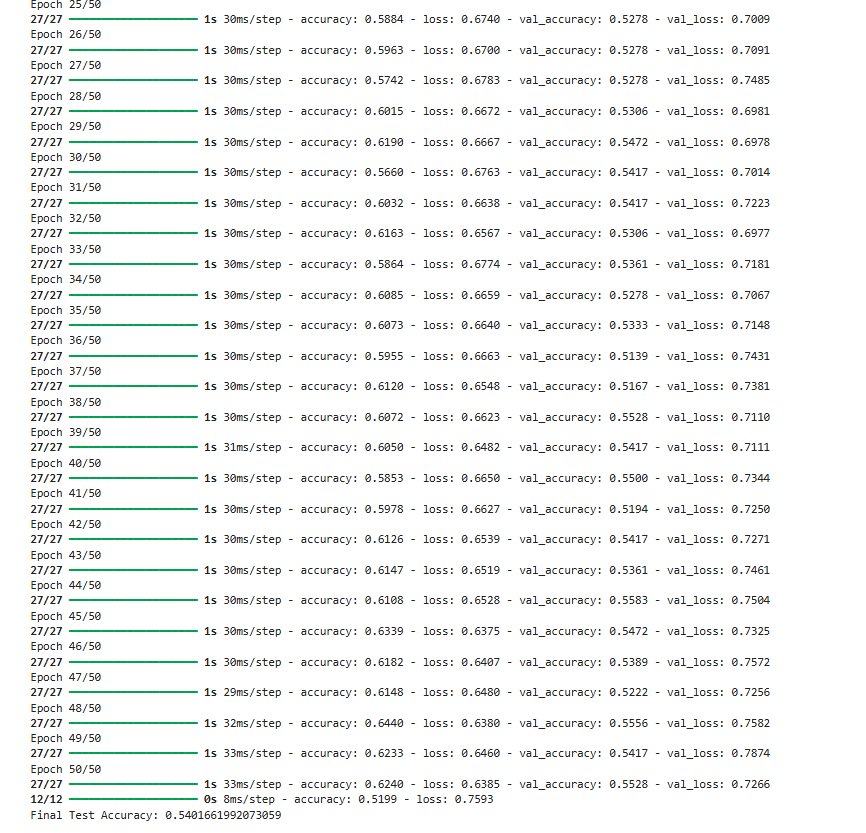 Epoch 25/50
27/27 ━━━━━━━━━━━━━━━━━━━━ 1s 30ms/step - accuracy: 0.5884 - loss: 0.6740 - val_accuracy: 0.5278 - val_loss: 0.7009
Epoch 26/50
27/27 ━━━━━━━━━━━━━━━━━━━━ 1s 30ms/step - accuracy: 0.5963 - loss: 0.6700 - val_accuracy: 0.5278 - val_loss: 0.7091
Epoch 27/50
27/27 ━━━━━━━━━━━━━━━━━━━━ 1s 30ms/step - accuracy: 0.5742 - loss: 0.6783 - val_accuracy: 0.5278 - val_loss: 0.7485
Epoch 28/50
27/27 ━━━━━━━━━━━━━━━━━━━━ 1s 30ms/step - accuracy: 0.6015 - loss: 0.6672 - val_accuracy: 0.5306 - val_loss: 0.6981
Epoch 29/50
27/27 ━━━━━━━━━━━━━━━━━━━━ 1s 30ms/step - accuracy: 0.6190 - loss: 0.6667 - val_accuracy: 0.5472 - val_loss: 0.6978
Epoch 30/50
27/27 ━━━━━━━━━━━━━━━━━━━━ 1s 30ms/step - accuracy: 0.5660 - loss: 0.6763 - val_accuracy: 0.5417 - val_loss: 0.7014
Epoch 31/50
27/27 ━━━━━━━━━━━━━━━━━━━━ 1s 30ms/step - accuracy: 0.6032 - loss: 0.6638 - val_accuracy: 0.5417 - val_loss: 0.7223
Epoch 32/50
27/27 ━━━━━━━━━━━━━━━━━━━━ 1s 30ms/step - accuracy: 0.6163 - loss: 0.6567 - val_accuracy: 0.5306 - val_loss: 0.6977
Epoch 33/50
27/27 ━━━━━━━━━━━━━━━━━━━━ 1s 30ms/step - accuracy: 0.5864 - loss: 0.6774 - val_accuracy: 0.5361 - val_loss: 0.7181
Epoch 34/50
27/27 ━━━━━━━━━━━━━━━━━━━━ 1s 30ms/step - accuracy: 0.6085 - loss: 0.6659 - val_accuracy: 0.5278 - val_loss: 0.7067
Epoch 35/50
27/27 ━━━━━━━━━━━━━━━━━━━━ 1s 30ms/step - accuracy: 0.6073 - loss: 0.6640 - val_accuracy: 0.5333 - val_loss: 0.7148
Epoch 36/50
27/27 ━━━━━━━━━━━━━━━━━━━━ 1s 30ms/step - accuracy: 0.5955 - loss: 0.6663 - val_accuracy: 0.5139 - val_loss: 0.7431
Epoch 37/50
27/27 ━━━━━━━━━━━━━━━━━━━━ 1s 30ms/step - accuracy: 0.6120 - loss: 0.6548 - val_accuracy: 0.5167 - val_loss: 0.7381
Epoch 38/50
27/27 ━━━━━━━━━━━━━━━━━━━━ 1s 30ms/step - accuracy: 0.6072 - loss: 0.6623 - val_accuracy: 0.5528 - val_loss: 0.7110
Epoch 39/50
27/27 ━━━━━━━━━━━━━━━━━━━━ 1s 31ms/step - accuracy: 0.6050 - loss: 0.6482 - val_accuracy: 0.5417 - val_loss: 0.7111
Epoch 40/50
27/27 ━━━━━━━━━━━━━━━━━━━━ 1s 30ms/step - accuracy: 0.5853 - loss: 0.6650 - val_accuracy: 0.5500 - val_loss: 0.7344
Epoch 41/50
27/27 ━━━━━━━━━━━━━━━━━━━━ 1s 30ms/step - accuracy: 0.5978 - loss: 0.6627 - val_accuracy: 0.5194 - val_loss: 0.7250
Epoch 42/50
27/27 ━━━━━━━━━━━━━━━━━━━━ 1s 30ms/step - accuracy: 0.6126 - loss: 0.6539 - val_accuracy: 0.5417 - val_loss: 0.7271
Epoch 43/50
27/27 ━━━━━━━━━━━━━━━━━━━━ 1s 30ms/step - accuracy: 0.6147 - loss: 0.6519 - val_accuracy: 0.5361 - val_loss: 0.7461
Epoch 44/50
27/27 ━━━━━━━━━━━━━━━━━━━━ 1s 30ms/step - accuracy: 0.6108 - loss: 0.6528 - val_accuracy: 0.5583 - val_loss: 0.7504
Epoch 45/50
27/27 ━━━━━━━━━━━━━━━━━━━━ 1s 30ms/step - accuracy: 0.6339 - loss: 0.6375 - val_accuracy: 0.5472 - val_loss: 0.7325
Epoch 46/50
27/27 ━━━━━━━━━━━━━━━━━━━━ 1s 30ms/step - accuracy: 0.6182 - loss: 0.6407 - val_accuracy: 0.5389 - val_loss: 0.7572
Epoch 47/50
27/27 ━━━━━━━━━━━━━━━━━━━━ 1s 29ms/step - accuracy: 0.6148 - loss: 0.6480 - val_accuracy: 0.5222 - val_loss: 0.7256
Epoch 48/50
27/27 ━━━━━━━━━━━━━━━━━━━━ 1s 32ms/step - accuracy: 0.6440 - loss: 0.6380 - val_accuracy: 0.5556 - val_loss: 0.7582
Epoch 49/50
27/27 ━━━━━━━━━━━━━━━━━━━━ 1s 33ms/step - accuracy: 0.6233 - loss: 0.6460 - val_accuracy: 0.5417 - val_loss: 0.7874
Epoch 50/50
27/27 ━━━━━━━━━━━━━━━━━━━━ 1s 33ms/step - accuracy: 0.6240 - loss: 0.6385 - val_accuracy: 0.5528 - val_loss: 0.7266
12/12 ━━━━━━━━━━━━━━━━━━━━ 0s 8ms/step - accuracy: 0.5199 - loss: 0.7593
Final Test Accuracy: 0.5401661992073059